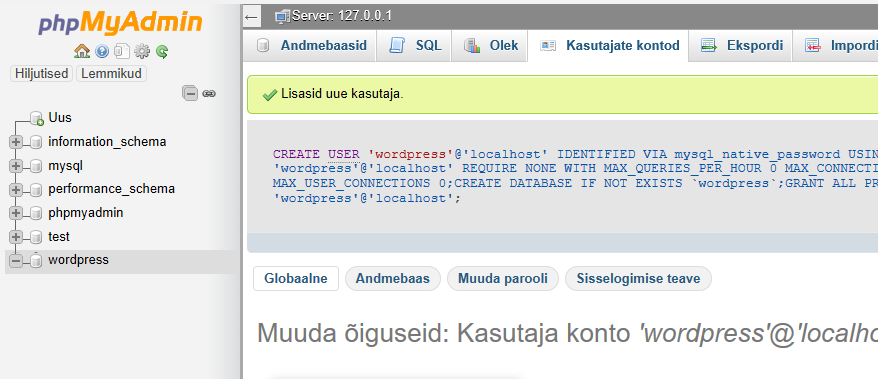 phpMyAdmin
Hiljutised Lemmikud
Uus
information_schema
mysql
performance_schema
phpmyadmin
test
wordpress
Server: 127.0.0.1
Andmebaasid SQL Olek Kasutajate kontod Ekspordi Impordi
Lisasid uue kasutaja.
CREATE USER 'wordpress'@'localhost' IDENTIFIED VIA mysql_native_password USIN
'wordpress'@'localhost' REQUIRE NONE WITH MAX_QUERIES_PER_HOUR 0 MAX_CONNECTI
MAX_USER_CONNECTIONS 0;CREATE DATABASE IF NOT EXISTS `wordpress`;GRANT ALL PR
'wordpress'@'localhost';
Globaalne Andmebaas Muuda parooli Sisselogimise teave
Muuda õiguseid: Kasutaja konto 'wordpress'@'localho